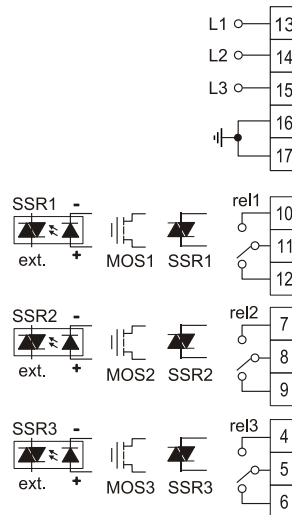 L1 13
L2 14
L3 15
16
17
SSR1 - rel1 10
11
ext. + MOS1 SSR1 12
SSR2 - rel2 7
8
ext. + MOS2 SSR2 9
SSR3 - rel3 4
5
ext. + MOS3 SSR3 6